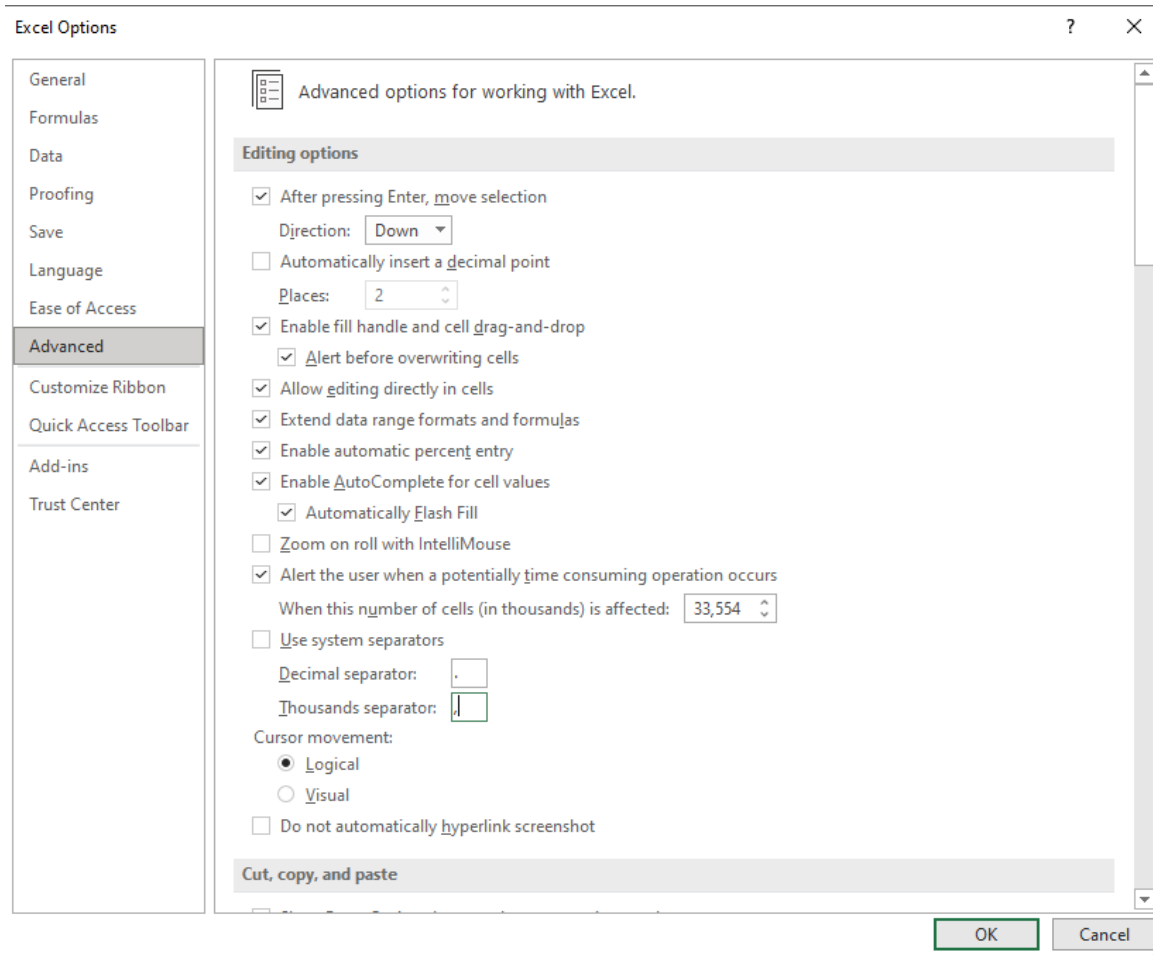 Excel Options
?
General
Formulas
Data
Proofing
Save
Language
Ease of Access
Advanced
Customize Ribbon
Quick Access Toolbar
Add-ins
Trust Center
Advanced options for working with Excel.
Editing options
After pressing Enter, move selection
Direction: Down
Automatically insert a decimal point
Places: 2
Enable fill handle and cell drag-and-drop
Alert before overwriting cells
Allow editing directly in cells
Extend data range formats and formulas
Enable automatic percent entry
Enable AutoComplete for cell values
Automatically Flash Fill
Zoom on roll with IntelliMouse
Alert the user when a potentially time consuming operation occurs
When this number of cells (in thousands) is affected: 33,554
Use system separators
Decimal separator: .
Thousands separator: ,
Cursor movement:
Logical
Visual
Do not automatically hyperlink screenshot
Cut, copy, and paste
OK
Cancel